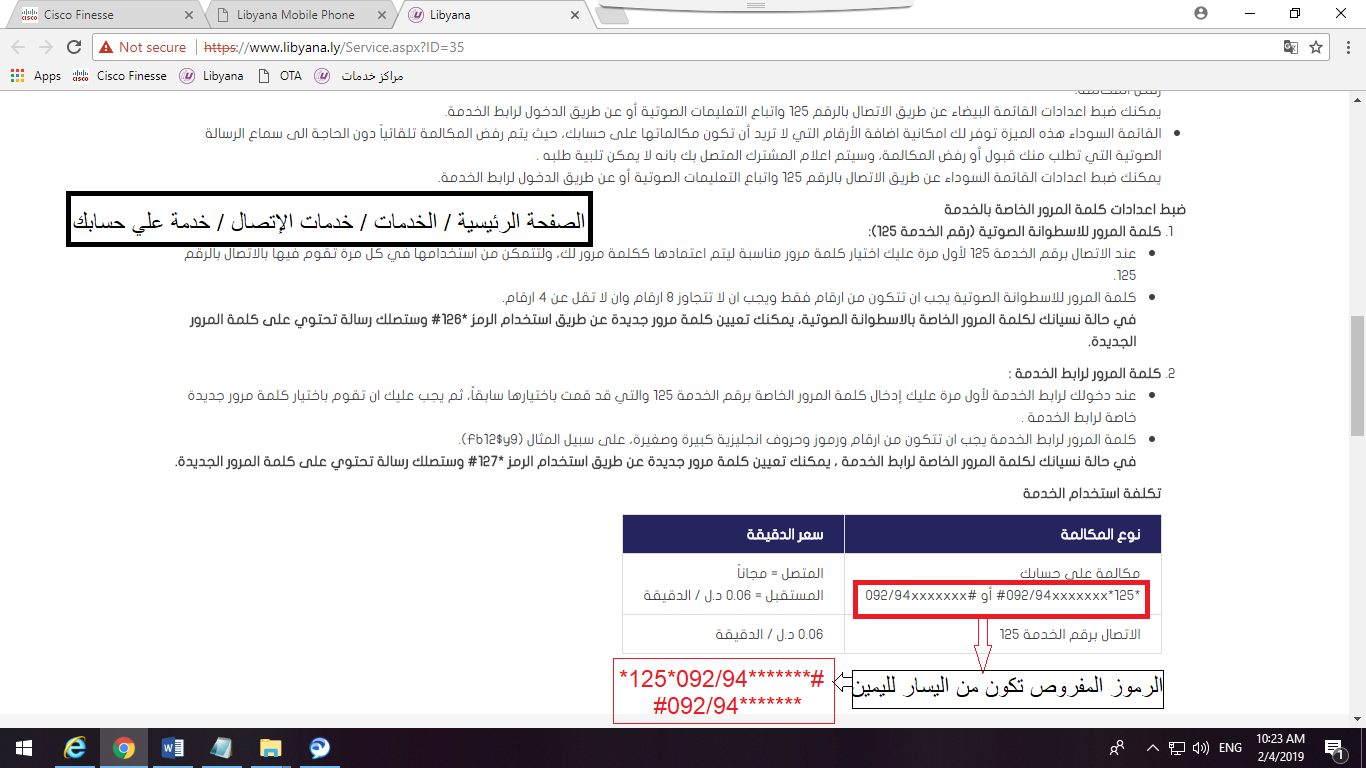 Cisco Finesse
Libyana Mobile Phone
Libyana
Not secure
https://www.libyana.ly/Service.aspx?ID=35
Apps
Cisco Finesse
Libyana
OTA
مراكز خدمات
رفض المكالمة.
يمكنك ضبط اعدادات القائمة البيضاء عن طريق الاتصال بالرقم 125 واتباع التعليمات الصوتية أو عن طريق الدخول لرابط الخدمة.
القائمة السوداء هذه الميزة توفر لك امكانية اضافة الأرقام التي لا تريد أن تكون مكالماتها على حسابك، حيث يتم رفض المكالمة تلقائياً دون الحاجة الى سماع الرسالة
الصوتية التي تطلب منك قبول أو رفض المكالمة، وسيتم اعلام المشترك المتصل بك بانه لا يمكن تلبية طلبه .
يمكنك ضبط اعدادات القائمة السوداء عن طريق الاتصال بالرقم 125 واتباع التعليمات الصوتية أو عن طريق الدخول لرابط الخدمة.
الصفحة الرئيسية / الخدمات / خدمات الإتصال / خدمة علي حسابك
ضبط اعدادات كلمة المرور الخاصة بالخدمة
1. كلمة المرور للاسطوانة الصوتية (رقم الخدمة 125):
عند الاتصال برقم الخدمة 125 لأول مرة عليك اختيار كلمة مرور مناسبة ليتم اعتمادها ككلمة مرور لك، ولتتمكن من استخدامها في كل مرة تقوم فيها بالاتصال بالرقم
125.
كلمة المرور للاسطوانة الصوتية يجب ان تتكون من ارقام فقط ويجب ان لا تتجاوز 8 ارقام وان لا تقل عن 4 ارقام.
في حالة نسيانك لكلمة المرور الخاصة بالاسطوانة الصوتية، يمكنك تعيين كلمة مرور جديدة عن طريق استخدام الرمز *126# وستصلك رسالة تحتوي على كلمة المرور
الجديدة.
2. كلمة المرور لرابط الخدمة :
عند دخولك لرابط الخدمة لأول مرة عليك إدخال كلمة المرور الخاصة برقم الخدمة 125 والتي قد قمت باختيارها سابقاً، ثم يجب عليك ان تقوم باختيار كلمة مرور جديدة
خاصة لرابط الخدمة .
كلمة المرور لرابط الخدمة يجب ان تتكون من ارقام ورموز وحروف انجليزية كبيرة وصغيرة، على سبيل المثال (Fb12$y9).
في حالة نسيانك لكلمة المرور الخاصة لرابط الخدمة ، يمكنك تعيين كلمة مرور جديدة عن طريق استخدام الرمز *127# وستصلك رسالة تحتوي على كلمة المرور الجديدة.
تكلفة استخدام الخدمة
نوع المكالمة
سعر الدقيقة
مكالمة على حسابك
*125*092/94xxxxxxx# أو #092/94xxxxxxx
المتصل = مجاناً
المستقبل = 0.06 د.ل / الدقيقة
الاتصال برقم الخدمة 125
0.06 د.ل / الدقيقة
الرموز المفروص تكون من اليسار لليمين
*125*092/94*******#
#092/94*******
ENG
10:23 AM
2/4/2019
1